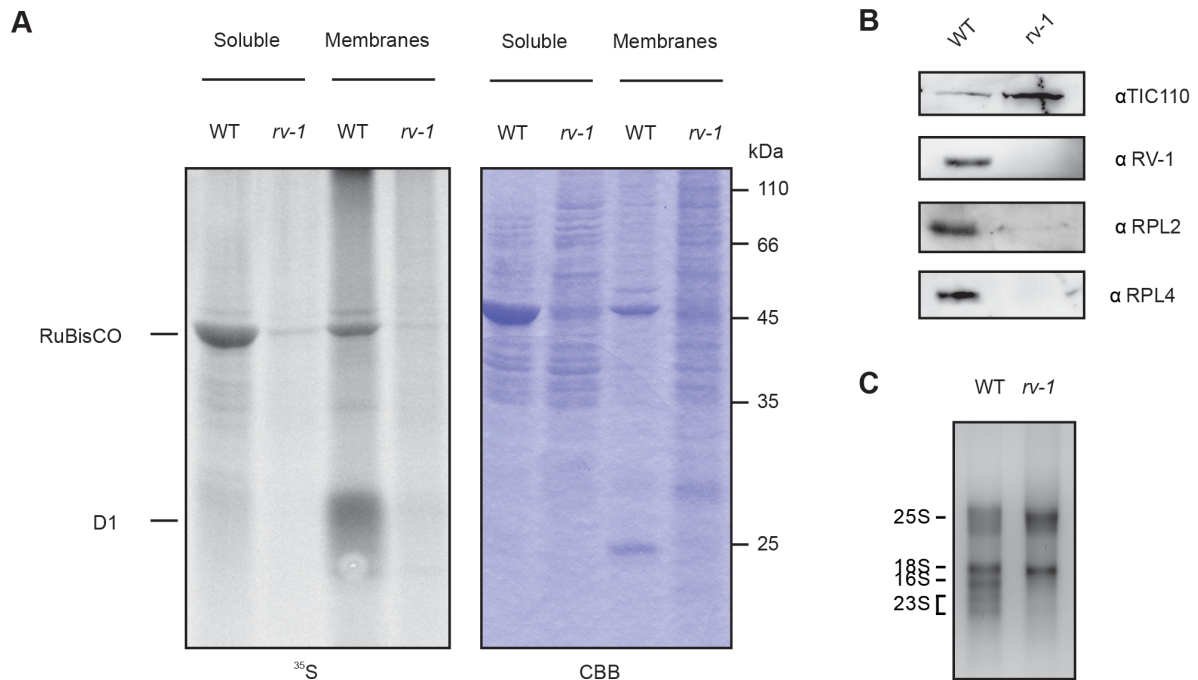 A
Soluble Membranes Soluble Membranes
WT rv-1 WT rv-1 WT rv-1 WT rv-1
kDa
110
66
45
35
25
RuBisCO
D1
35S CBB
B
WT rv-1
αTIC110
α RV-1
α RPL2
α RPL4
C
WT rv-1
25S
18S
16S
23S